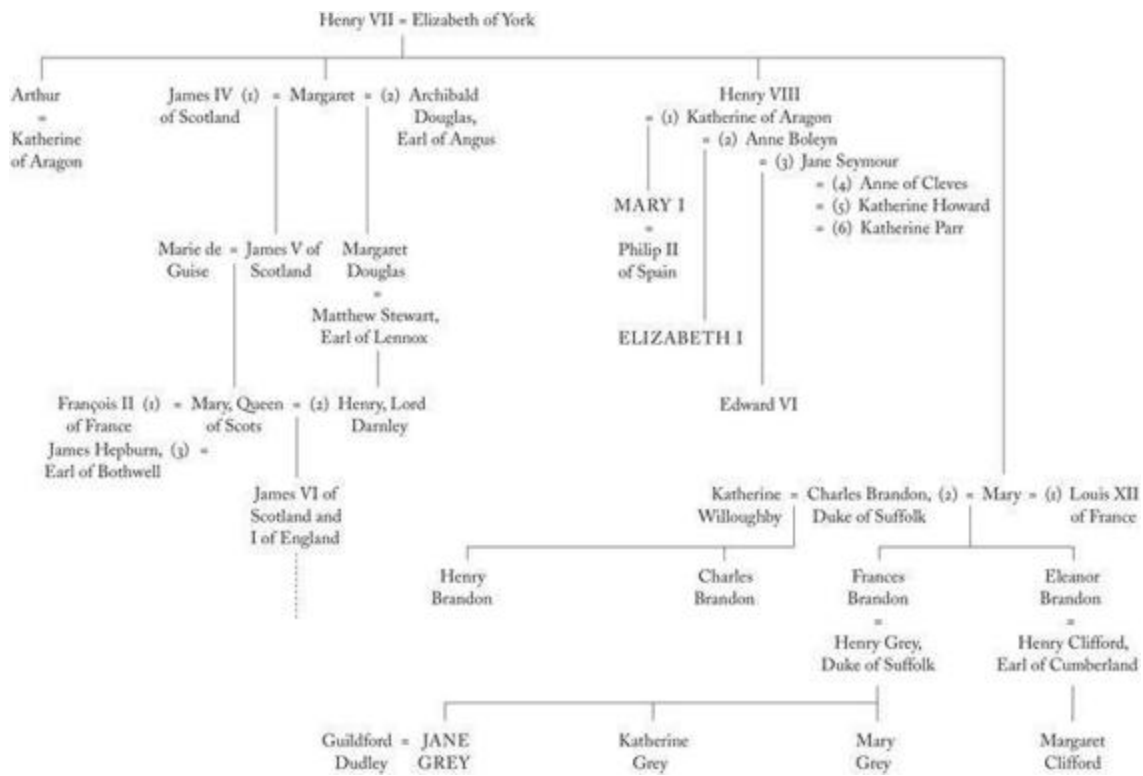 Henry VII = Elizabeth of York
Arthur
=
Katherine
of Aragon
James IV (1) = Margaret = (2) Archibald
of Scotland
Douglas,
Earl of Angus
Henry VIII
= (1) Katherine of Aragon
= (2) Anne Boleyn
= (3) Jane Seymour
= (4) Anne of Cleves
= (5) Katherine Howard
= (6) Katherine Parr
MARY I
=
Philip II
of Spain
ELIZABETH I
Edward VI
Marie de = James V of
Guise Scotland
Margaret
Douglas
=
Matthew Stewart,
Earl of Lennox
François II (1) = Mary, Queen = (2) Henry, Lord
of France of Scots Darnley
James Hepburn, (3) =
Earl of Bothwell
James VI of
Scotland and
I of England
Katherine = Charles Brandon, (2) = Mary = (1) Louis XII
Willoughby Duke of Suffolk of France
Henry
Brandon
Charles
Brandon
Frances
Brandon
=
Henry Grey,
Duke of Suffolk
Eleanor
Brandon
=
Henry Clifford,
Earl of Cumberland
Guildford = JANE
Dudley GREY
Katherine
Grey
Mary
Grey
Margaret
Clifford